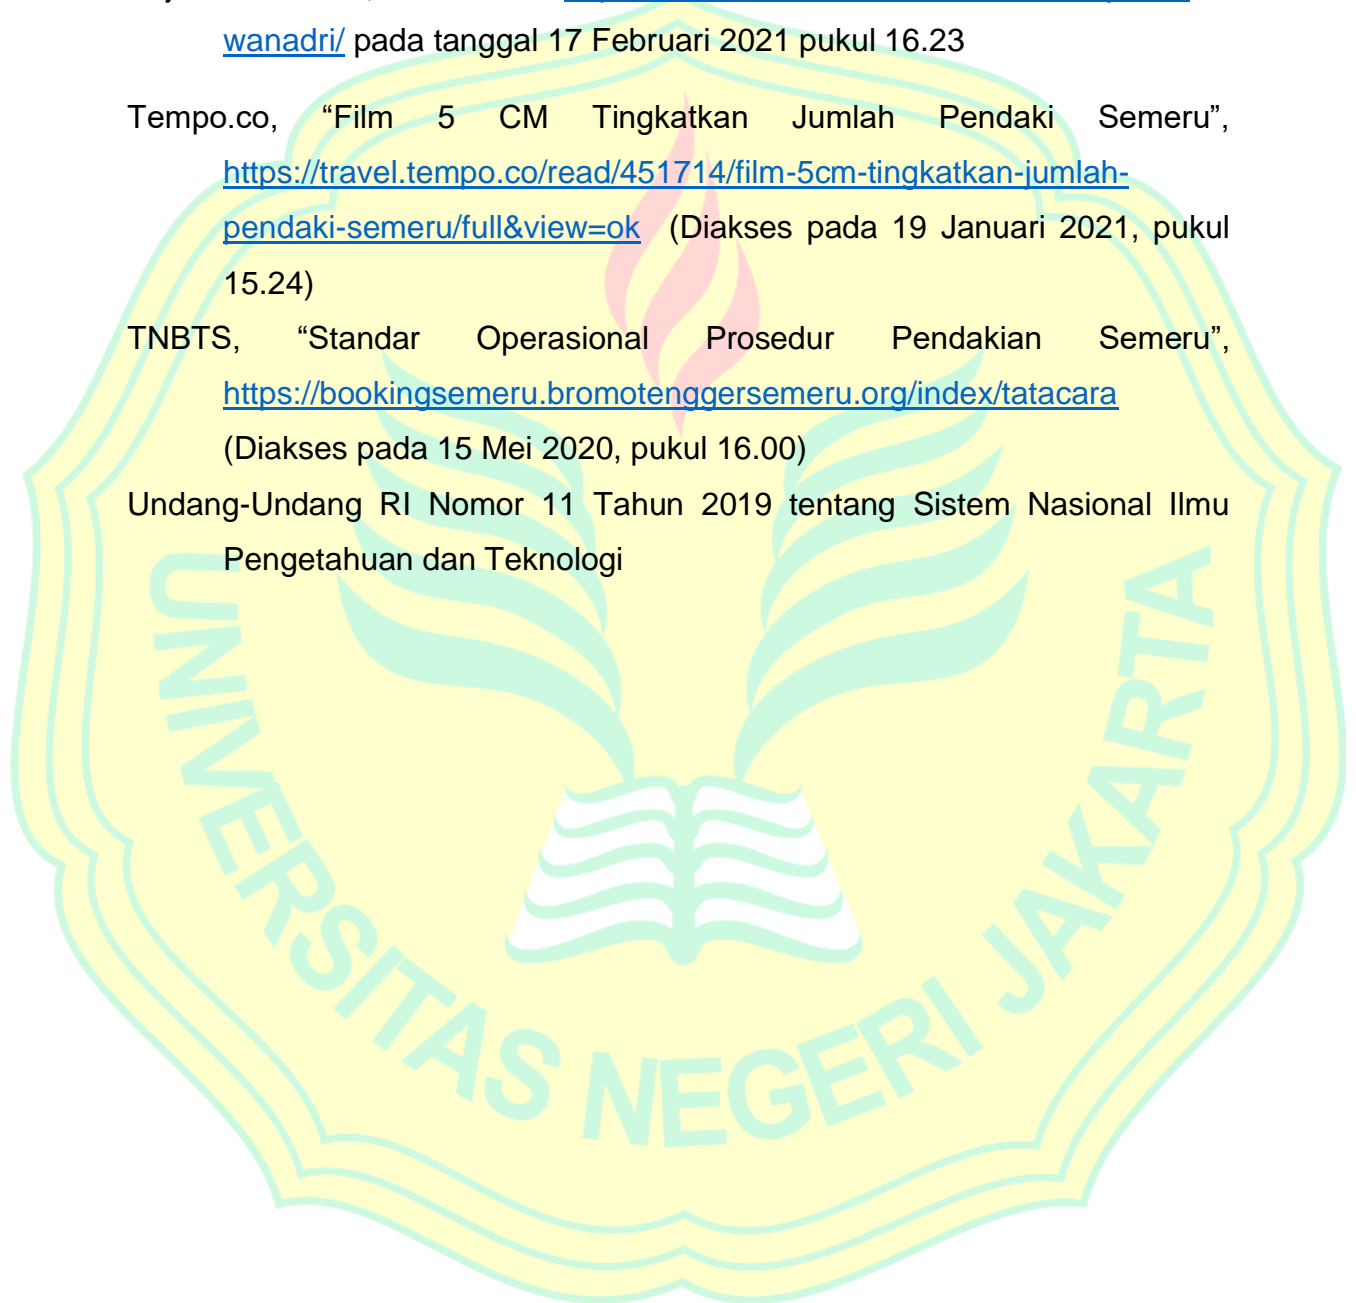 wanadri/ pada tanggal 17 Februari 2021 pukul 16.23
Tempo.co, “Film 5 CM Tingkatkan Jumlah Pendaki Semeru”,
https://travel.tempo.co/read/451714/film-5cm-tingkatkan-jumlah-
pendaki-semeru/full&view=ok (Diakses pada 19 Januari 2021, pukul
15.24)
TNBTS, “Standar Operasional Prosedur Pendakian Semeru”,
https://bookingsemeru.bromotenggersemeru.org/index/tatacara
(Diakses pada 15 Mei 2020, pukul 16.00)
Undang-Undang RI Nomor 11 Tahun 2019 tentang Sistem Nasional Ilmu
Pengetahuan dan Teknologi
UNIVERSITAS NEGERI JAKARTA